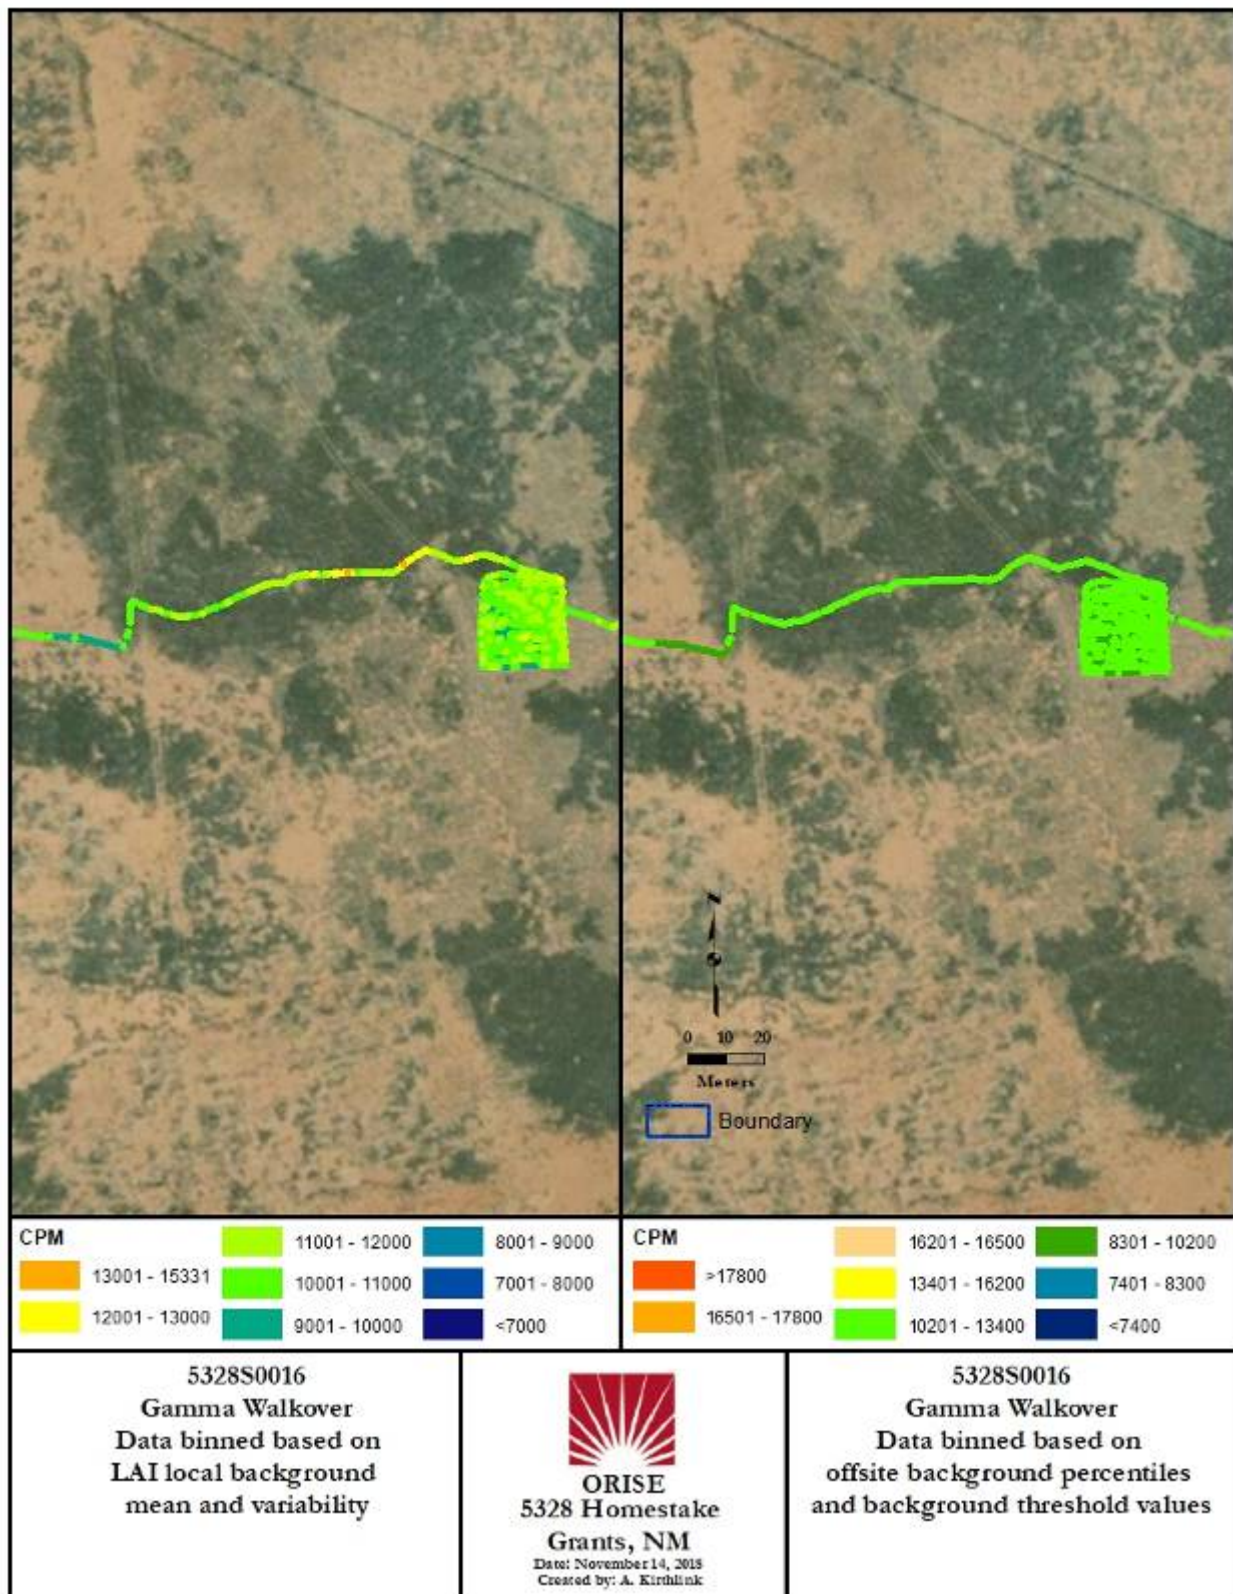 N
0 10 20
Meters
Boundary
CPM
13001 - 15331
12001 - 13000
11001 - 12000
10001 - 11000
9001 - 10000
8001 - 9000
7001 - 8000
<7000
CPM
>17800
16501 - 17800
16201 - 16500
13401 - 16200
10201 - 13400
8301 - 10200
7401 - 8300
<7400
5328S0016
Gamma Walkover
Data binned based on
LAI local background
mean and variability
ORISE
5328 Homestake
Grants, NM
Date: November 14, 2018
Created by: A. Kirthlink
5328S0016
Gamma Walkover
Data binned based on
offsite background percentiles
and background threshold values